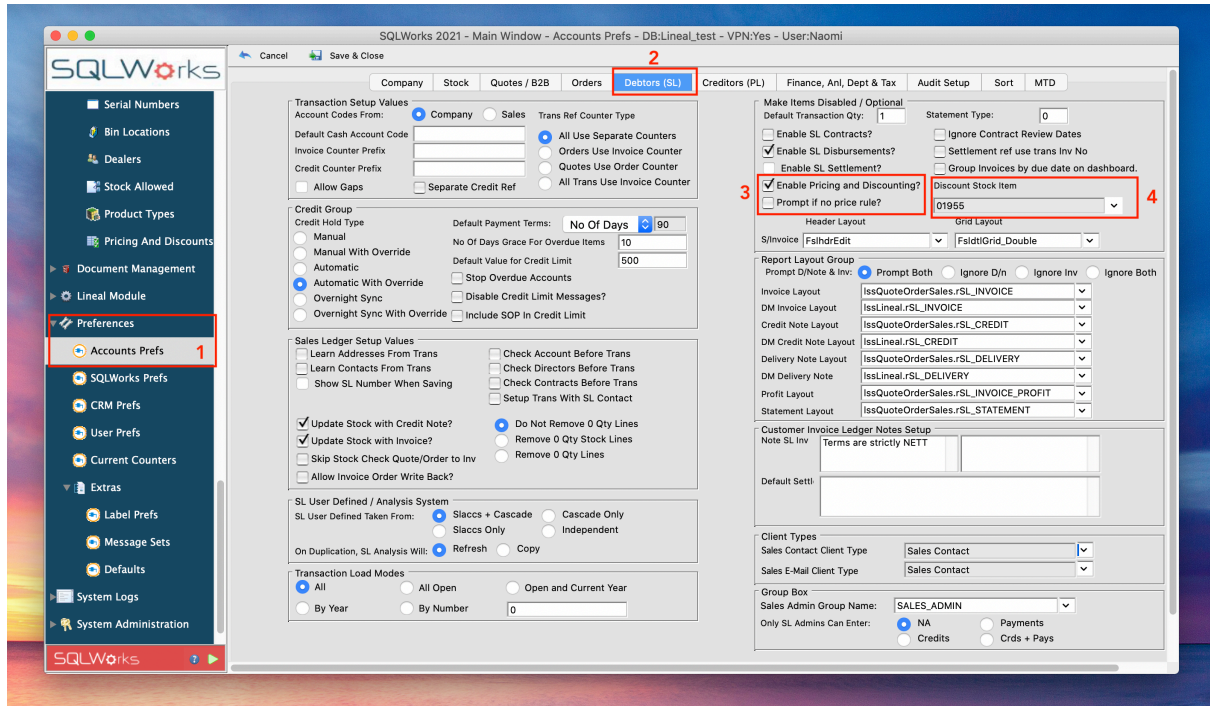 SQLWorks 2021 - Main Window - Accounts Prefs - DB:Lineal_test - VPN:Yes - User:Naomi
SQLWorks
Cancel
Save & Close
2
Company
Stock
Quotes / B2B
Orders
Debtors (SL)
Creditors (PL)
Finance, Anl, Dept & Tax
Audit Setup
Sort
MTD
Serial Numbers
Bin Locations
Dealers
Stock Allowed
Product Types
Pricing And Discounts
Document Management
Lineal Module
Preferences
Accounts Prefs
1
SQLWorks Prefs
CRM Prefs
User Prefs
Current Counters
Extras
Label Prefs
Message Sets
Defaults
System Logs
System Administration
SQLWorks
Transaction Setup Values
Account Codes From:
Company
Sales
Trans Ref Counter Type
Default Cash Account Code
All Use Separate Counters
Invoice Counter Prefix
Orders Use Invoice Counter
Credit Counter Prefix
Quotes Use Order Counter
Allow Gaps
Separate Credit Ref
All Trans Use Invoice Counter
Credit Group
Credit Hold Type
Default Payment Terms:
No Of Days
90
Manual
No Of Days Grace For Overdue Items
10
Manual With Override
Default Value for Credit Limit
500
Automatic
Stop Overdue Accounts
Automatic With Override
Disable Credit Limit Messages?
Overnight Sync
Overnight Sync With Override
Include SOP In Credit Limit
Sales Ledger Setup Values
Learn Addresses From Trans
Check Account Before Trans
Learn Contacts From Trans
Check Directors Before Trans
Show SL Number When Saving
Check Contracts Before Trans
Setup Trans With SL Contact
Update Stock with Credit Note?
Do Not Remove 0 Qty Lines
Update Stock with Invoice?
Remove 0 Qty Stock Lines
Skip Stock Check Quote/Order to Inv
Remove 0 Qty Lines
Allow Invoice Order Write Back?
SL User Defined / Analysis System
SL User Defined Taken From:
Slaccs + Cascade
Cascade Only
Slaccs Only
Independent
On Duplication, SL Analysis Will:
Refresh
Copy
Transaction Load Modes
All
All Open
Open and Current Year
By Year
By Number
0
Make Items Disabled / Optional
Default Transaction Qty:
1
Statement Type:
0
Enable SL Contracts?
Ignore Contract Review Dates
Enable SL Disbursements?
Settlement ref use trans Inv No
Enable SL Settlement?
Group Invoices by due date on dashboard.
3
Enable Pricing and Discounting?
Discount Stock Item
4
Prompt if no price rule?
01955
Header Layout
Grid Layout
S/Invoice
FslhdrEdit
FsldtlGrid_Double
Report Layout Group
Prompt D/Note & Inv:
Prompt Both
Ignore D/n
Ignore Inv
Ignore Both
Invoice Layout
IssQuoteOrderSales.rSL_INVOICE
DM Invoice Layout
IssLineal.rSL_INVOICE
Credit Note Layout
IssQuoteOrderSales.rSL_CREDIT
DM Credit Note Layout
IssLineal.rSL_CREDIT
Delivery Note Layout
IssQuoteOrderSales.rSL_DELIVERY
DM Delivery Note
IssLineal.rSL_DELIVERY
Profit Layout
IssQuoteOrderSales.rSL_INVOICE_PROFIT
Statement Layout
IssQuoteOrderSales.rSL_STATEMENT
Customer Invoice Ledger Notes Setup
Note SL Inv
Terms are strictly NETT
Default Settl
Client Types
Sales Contact Client Type
Sales Contact
Sales E-Mail Client Type
Sales Contact
Group Box
Sales Admin Group Name:
SALES_ADMIN
Only SL Admins Can Enter:
NA
Payments
Credits
Crds + Pays